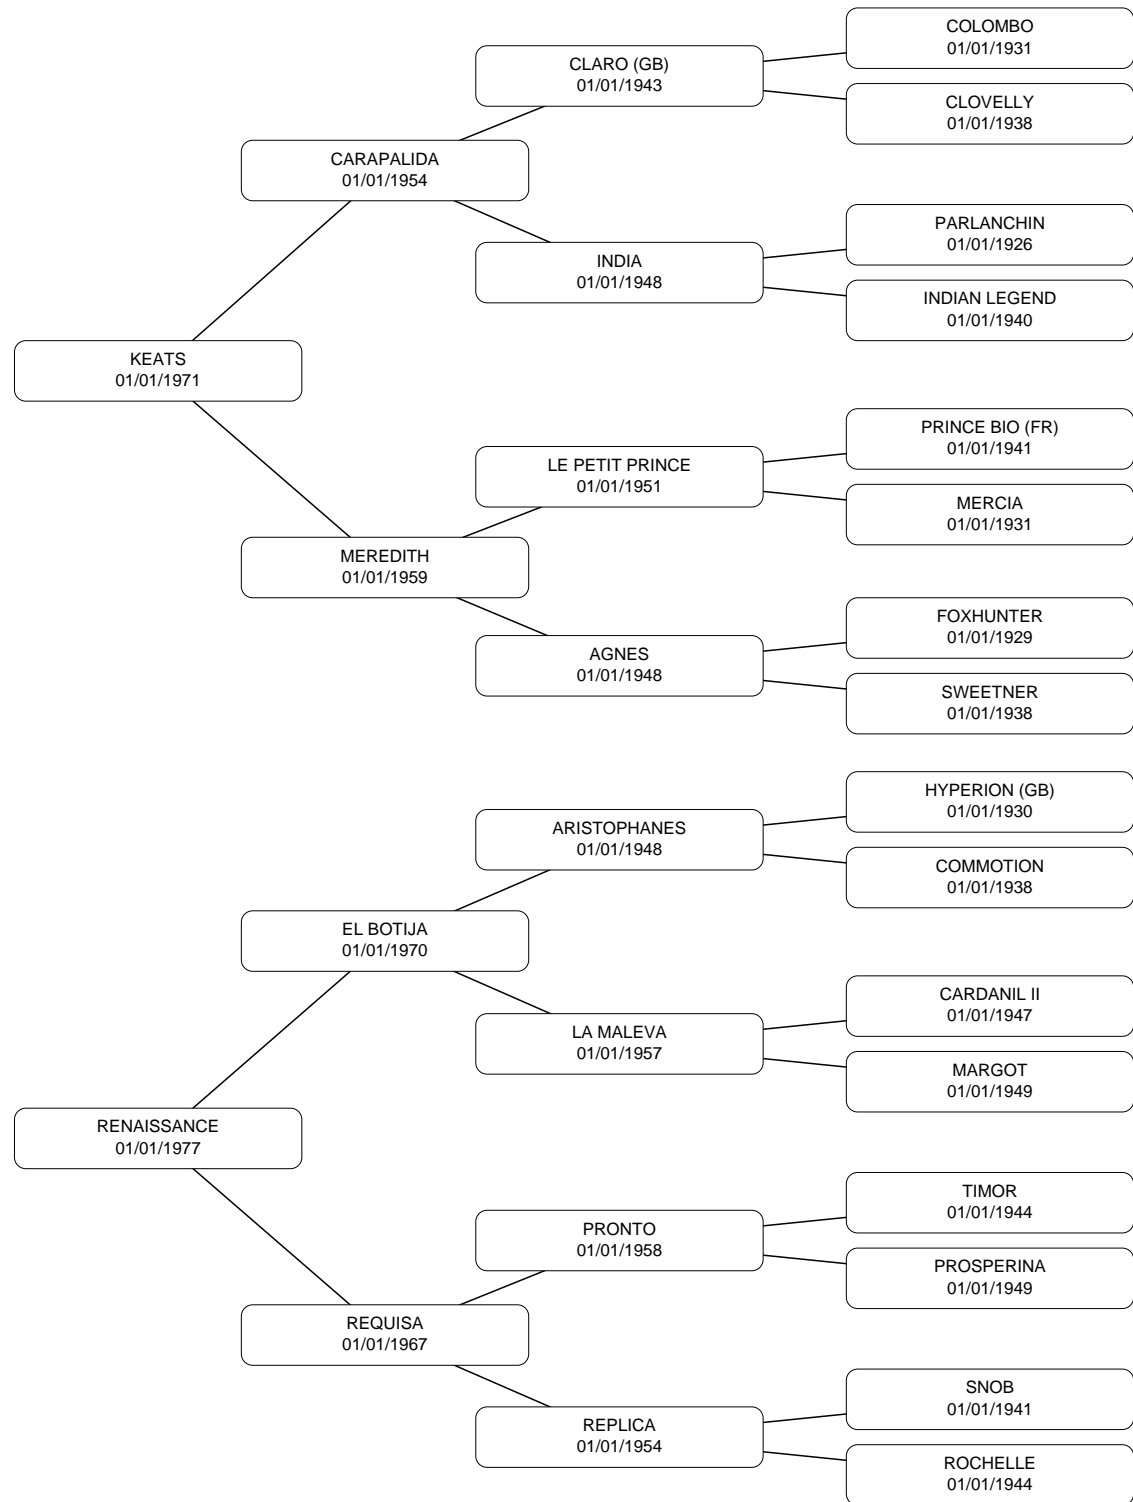 COLOMBO
01/01/1931
CLARO (GB)
01/01/1943
CLOVELLY
01/01/1938
CARAPALIDA
01/01/1954
PARLANCHIN
01/01/1926
INDIA
01/01/1948
INDIAN LEGEND
01/01/1940
KEATS
01/01/1971
PRINCE BIO (FR)
01/01/1941
LE PETIT PRINCE
01/01/1951
MERCIA
01/01/1931
MEREDITH
01/01/1959
FOXHUNTER
01/01/1929
AGNES
01/01/1948
SWEETNER
01/01/1938
HYPERION (GB)
01/01/1930
ARISTOPHANES
01/01/1948
COMMOTION
01/01/1938
EL BOTIJA
01/01/1970
CARDANIL II
01/01/1947
LA MALEVA
01/01/1957
MARGOT
01/01/1949
RENAISSANCE
01/01/1977
TIMOR
01/01/1944
PRONTO
01/01/1958
PROSPERINA
01/01/1949
REQUISA
01/01/1967
SNOB
01/01/1941
REPLICA
01/01/1954
ROCHELLE
01/01/1944